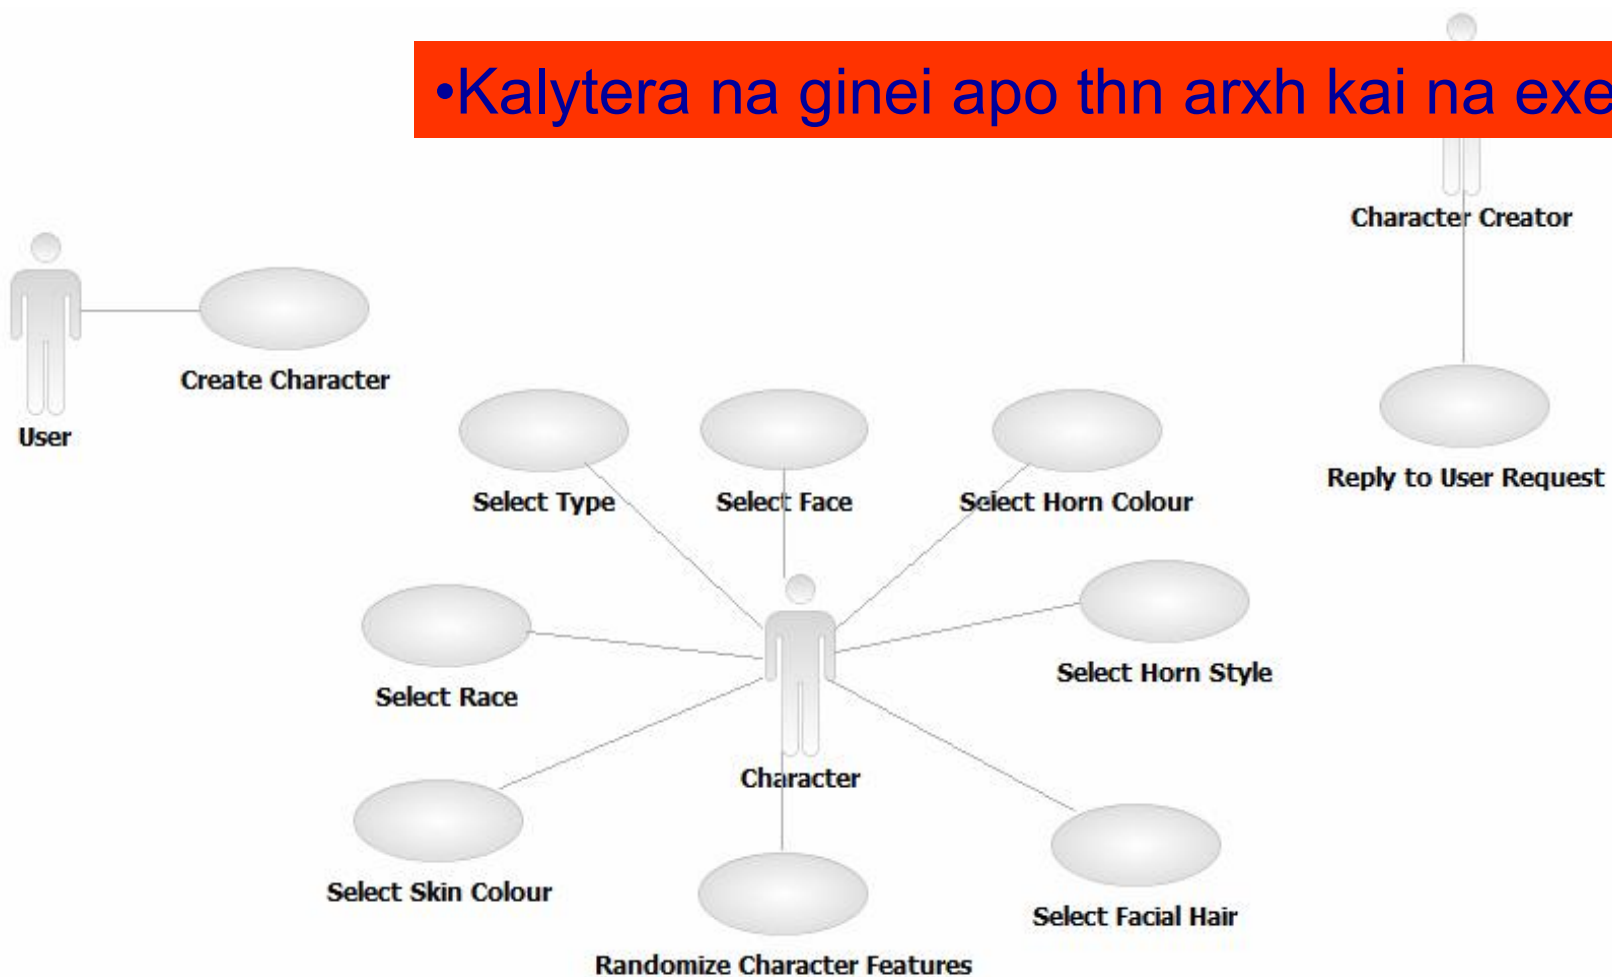 •Kalytera na ginei apo thn arxh kai na exe
Character Creator
Create Character
User
Select Type
Select Face
Select Horn Colour
Reply to User Request
Select Race
Select Horn Style
Character
Select Skin Colour
Select Facial Hair
Randomize Character Features